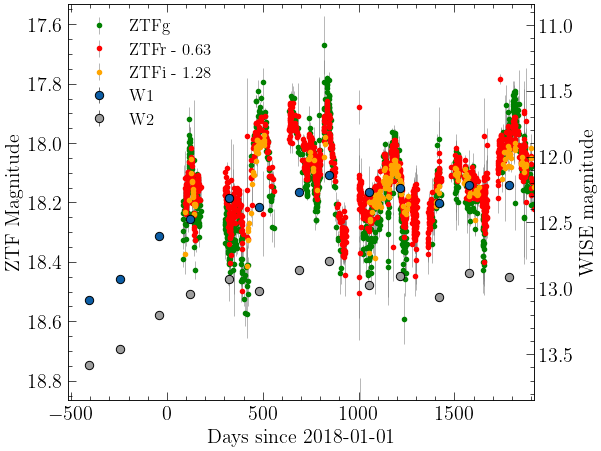 ZTFg
ZTFr - 0.63
ZTFi - 1.28
W1
W2
17.6
17.8
18.0
18.2
18.4
18.6
18.8
ZTF Magnitude
11.0
11.5
12.0
12.5
13.0
13.5
WISE magnitude
−500 0 500 1000 1500
Days since 2018-01-01